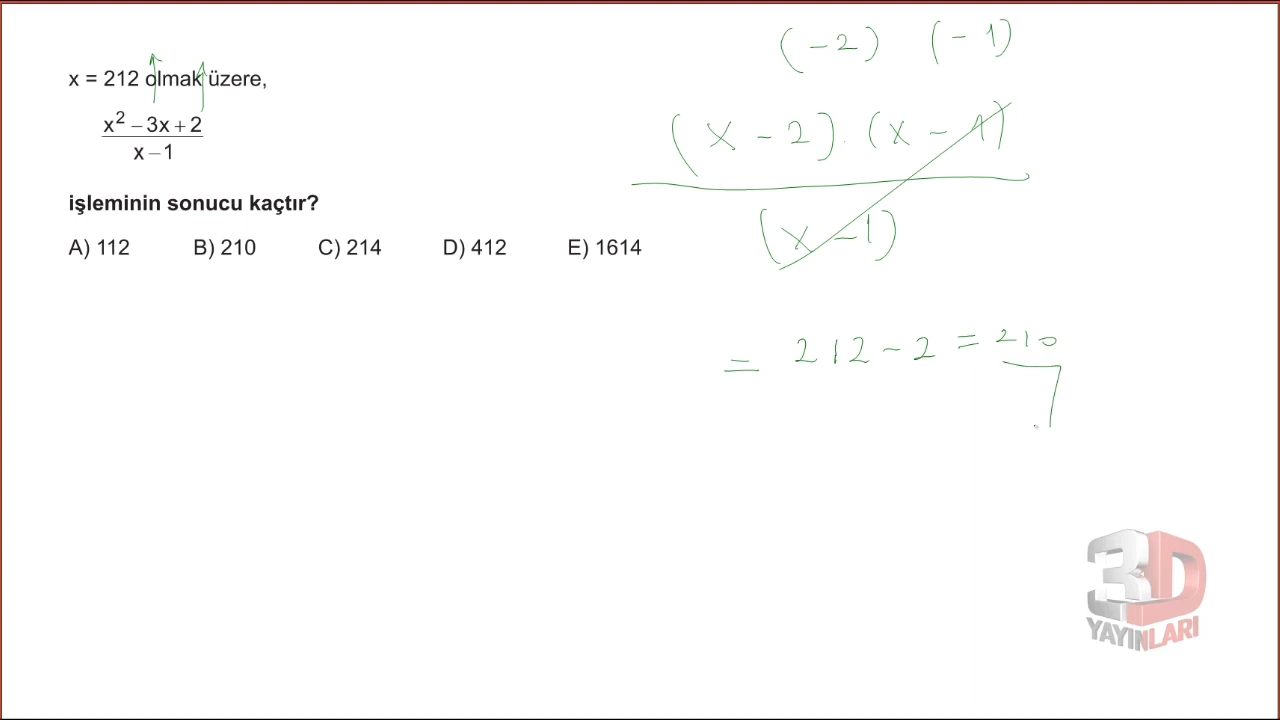 x = 212 olmak üzere,
x² – 3x + 2
x – 1
işleminin sonucu kaçtır?
A) 112 B) 210 C) 214 D) 412 E) 1614
(-2) (-1)
(x - 2) . (x - 1)
(x - 1)
= 212 - 2 = 210
3D
YAYINLARI